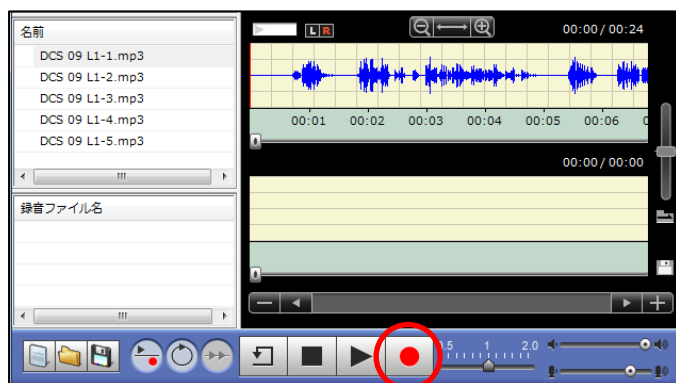 名前
DCS 09 L1-1.mp3
DCS 09 L1-2.mp3
DCS 09 L1-3.mp3
DCS 09 L1-4.mp3
DCS 09 L1-5.mp3
録音ファイル名
L R
00:00 / 00:24
00:01 00:02 00:03 00:04 00:05 00:06
00:00 / 00:00
1 2.0